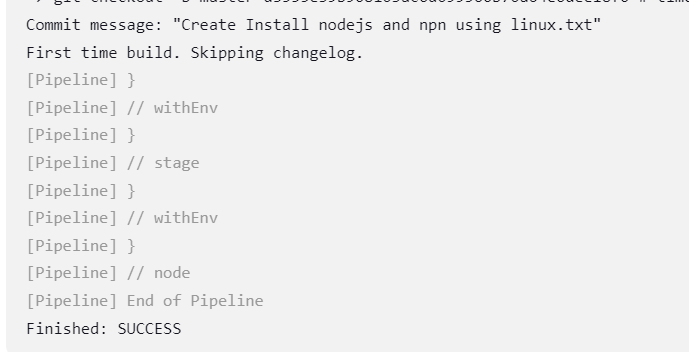 Commit message: "Create Install nodejs and npn using linux.txt"
First time build. Skipping changelog.
[Pipeline] }
[Pipeline] // withEnv
[Pipeline] }
[Pipeline] // stage
[Pipeline] }
[Pipeline] // withEnv
[Pipeline] }
[Pipeline] // node
[Pipeline] End of Pipeline
Finished: SUCCESS